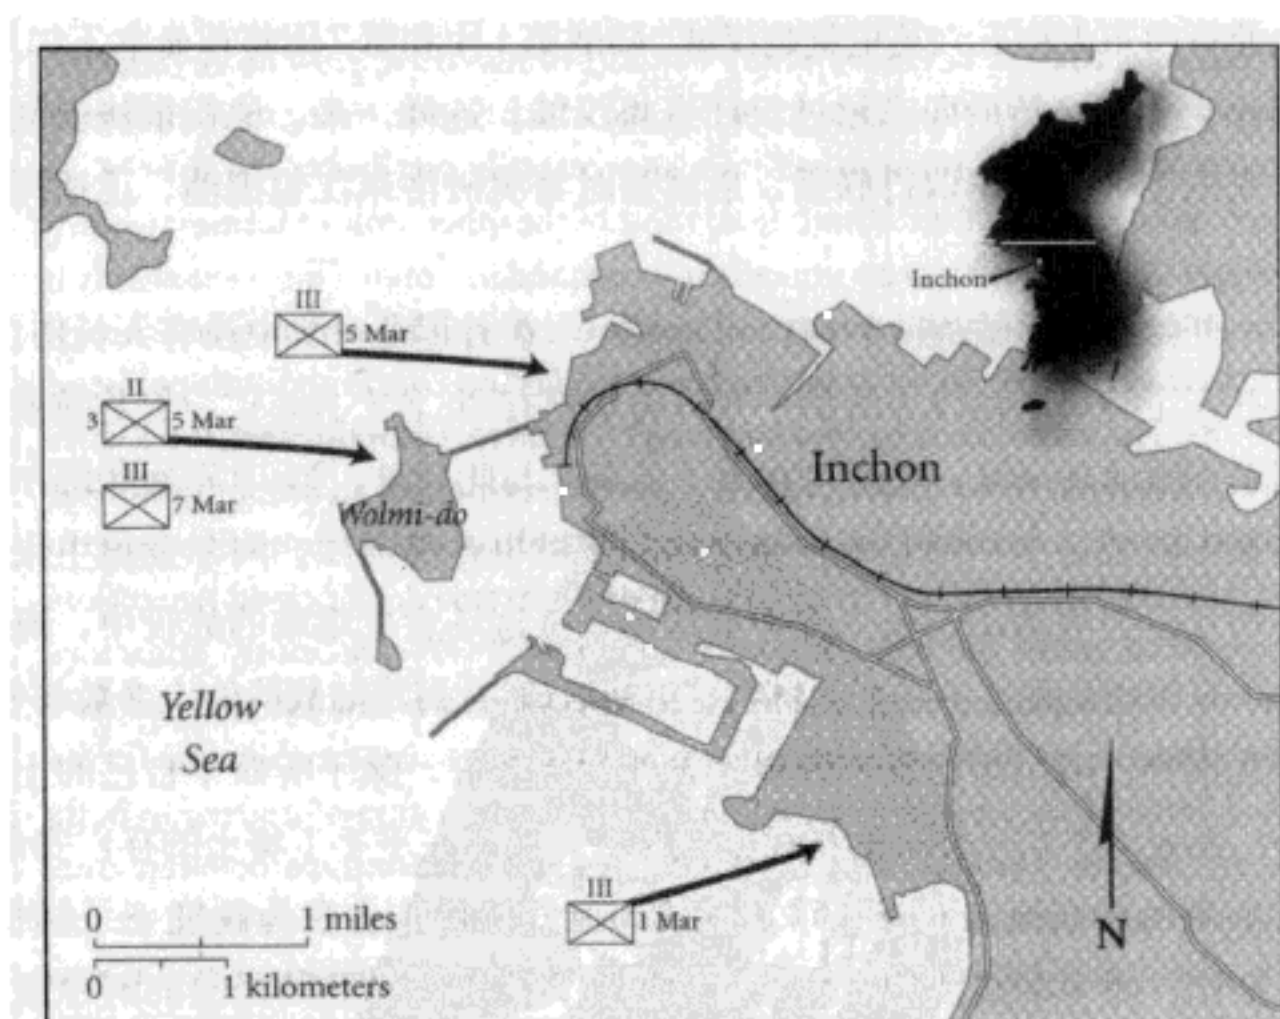 Inchon
III
5 Mar
II
3
5 Mar
III
7 Mar
Wolmi-do
Inchon
Yellow
Sea
III
1 Mar
0
1 miles
0
1 kilometers
N